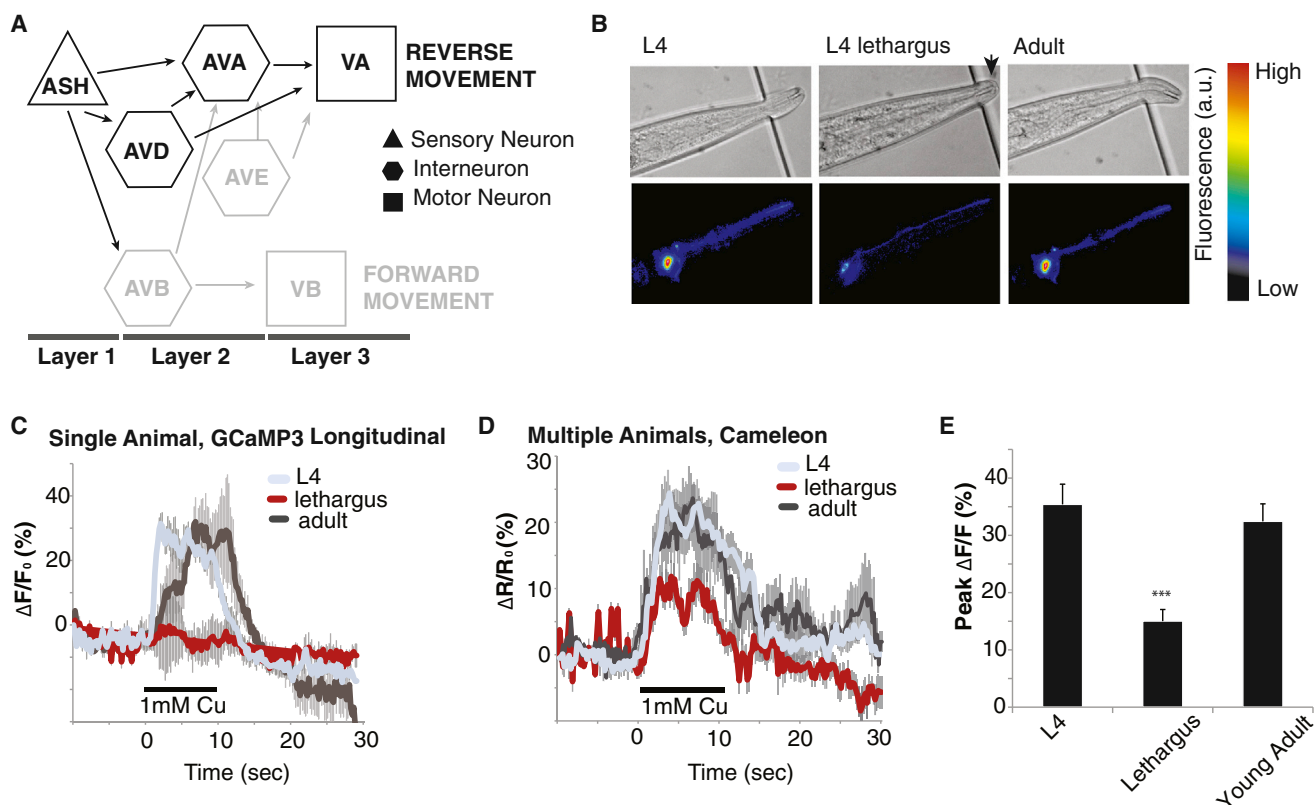 A
ASH
AVA
VA
REVERSE
MOVEMENT
AVD
AVE
Sensory Neuron
Interneuron
Motor Neuron
AVB
VB
FORWARD
MOVEMENT
Layer 1
Layer 2
Layer 3
B
L4
L4 lethargus
Adult
Fluorescence (a.u.)
High
Low
C
Single Animal, GCaMP3 Longitudinal
L4
lethargus
adult
ΔF/F₀ (%)
40
20
0
1mM Cu
0
10
20
30
Time (sec)
D
Multiple Animals, Cameleon
L4
lethargus
adult
ΔR/R₀ (%)
30
20
10
0
1mM Cu
0
10
20
30
Time (sec)
E
Peak ΔF/F (%)
40
30
20
10
0
***
L4
Lethargus
Young Adult